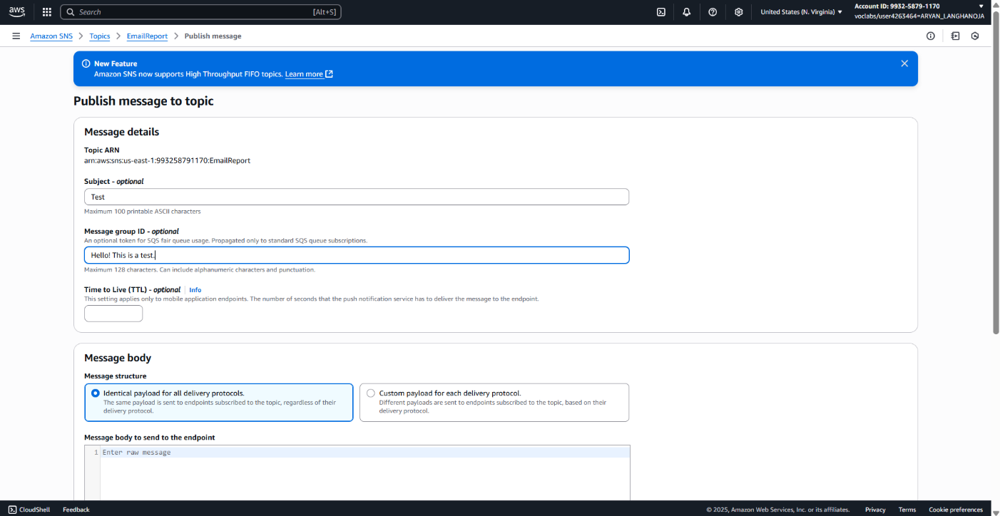 aws
Search [Alt+S]
United States (N. Virginia)
Account ID: 9932-5879-1170
voclabs/user4263464=ARYAN_LANGHANOJA
Amazon SNS > Topics > EmailReport > Publish message
New Feature
Amazon SNS now supports High Throughput FIFO topics. Learn more
Publish message to topic
Message details
Topic ARN
arn:aws:sns:us-east-1:993258791170:EmailReport
Subject - optional
Test
Maximum 100 printable ASCII characters
Message group ID - optional
An optional token for SQS fair queue usage. Propagated only to standard SQS queue subscriptions.
Hello! This is a test.
Maximum 128 characters. Can include alphanumeric characters and punctuation.
Time to Live (TTL) - optional Info
This setting applies only to mobile application endpoints. The number of seconds that the push notification service has to deliver the message to the endpoint.
Message body
Message structure
Identical payload for all delivery protocols.
The same payload is sent to endpoints subscribed to the topic, regardless of their
delivery protocol.
Custom payload for each delivery protocol.
Different payloads are sent to endpoints subscribed to the topic, based on their
delivery protocol.
Message body to send to the endpoint
1 Enter raw message
CloudShell Feedback © 2025, Amazon Web Services, Inc. or its affiliates. Privacy Terms Cookie preferences